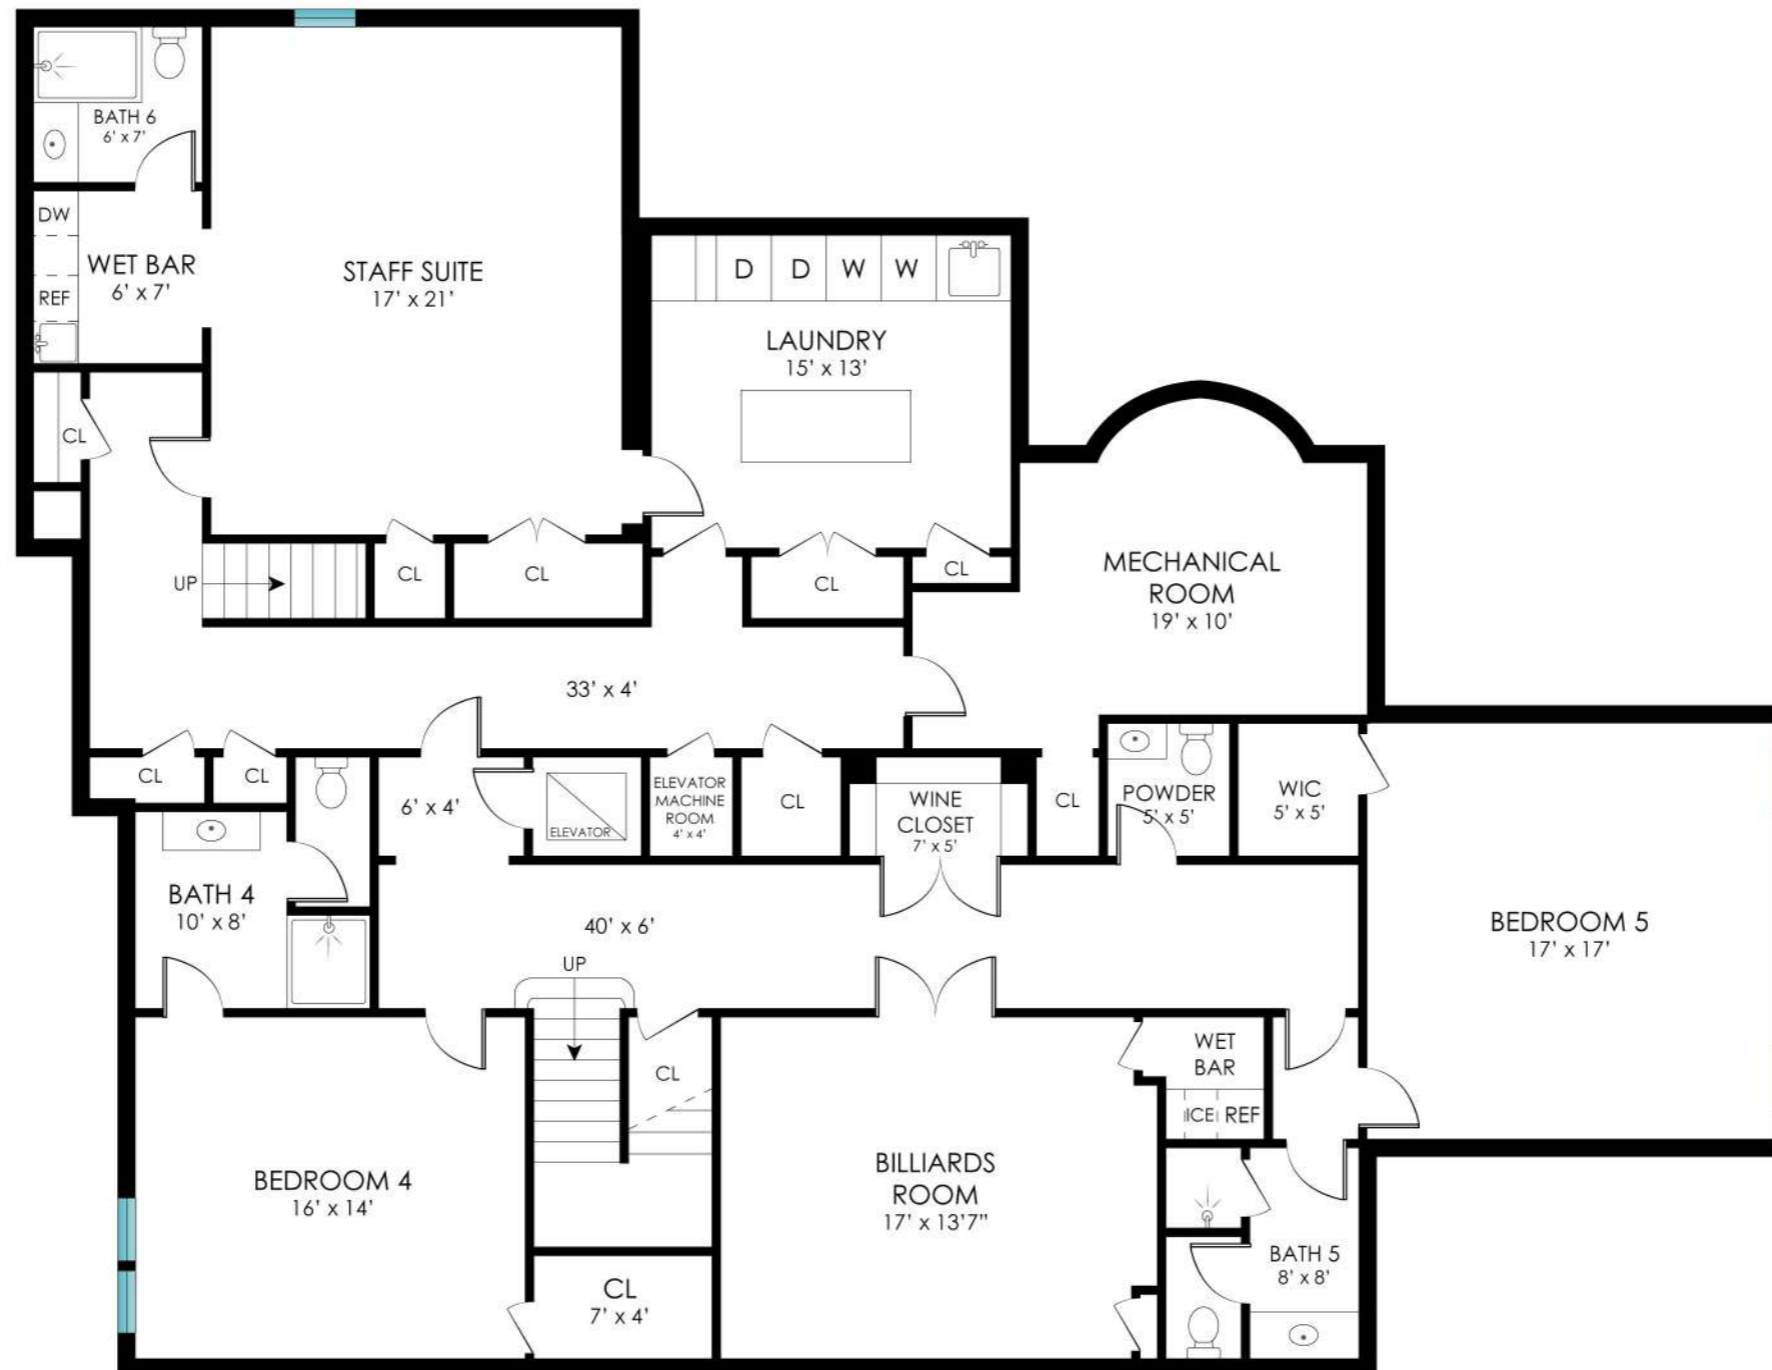 BATH 6
6' x 7'
DW
WET BAR
6' x 7'
REF
STAFF SUITE
17' x 21'
D
D
W
W
LAUNDRY
15' x 13'
CL
UP
CL
CL
CL
CL
MECHANICAL
ROOM
19' x 10'
33' x 4'
CL
CL
6' x 4'
ELEVATOR
ELEVATOR
MACHINE
ROOM
4' x 4'
CL
WINE
CLOSET
7' x 5'
CL
POWDER
5' x 5'
WIC
5' x 5'
BATH 4
10' x 8'
40' x 6'
UP
BEDROOM 5
17' x 17'
CL
WET
BAR
ICE
REF
BEDROOM 4
16' x 14'
BILLIARDS
ROOM
17' x 13'7"
CL
7' x 4'
BATH 5
8' x 8'